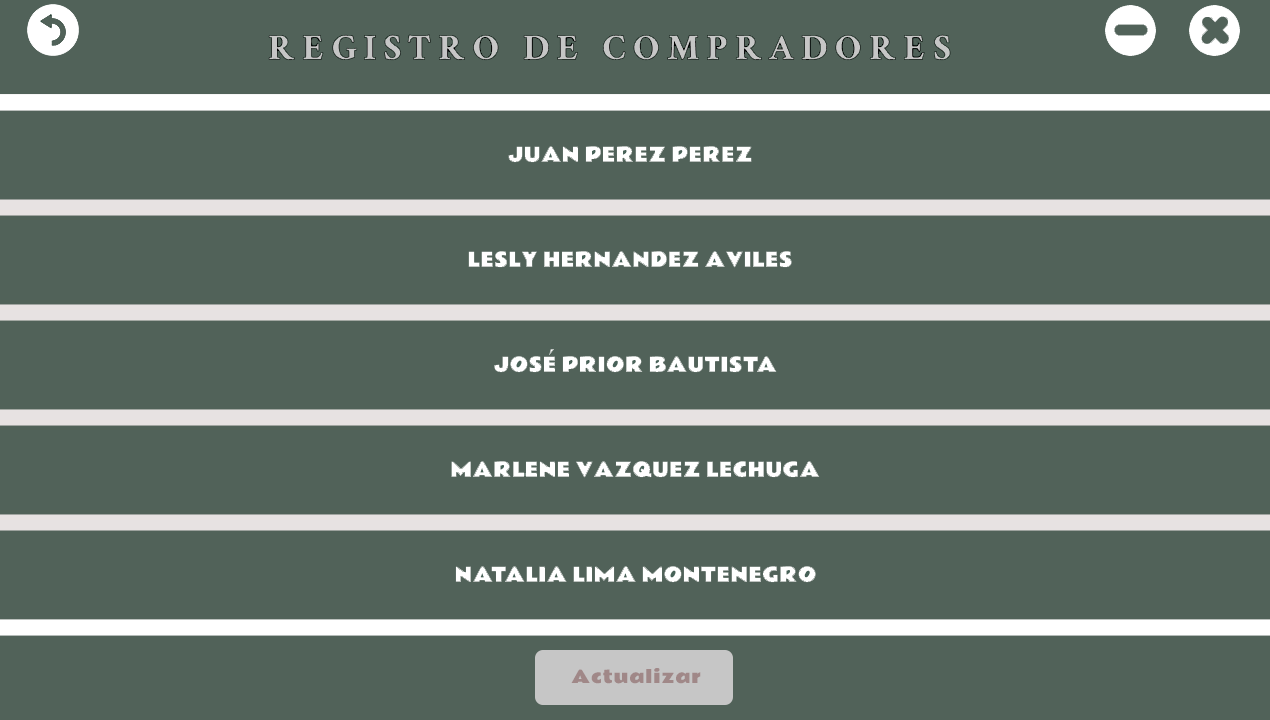 REGISTRO DE COMPRADORES
JUAN PEREZ PEREZ
LESLY HERNANDEZ AVILES
JOSÉ PRIOR BAUTISTA
MARLENE VAZQUEZ LECHUGA
NATALIA LIMA MONTENEGRO
Actualizar